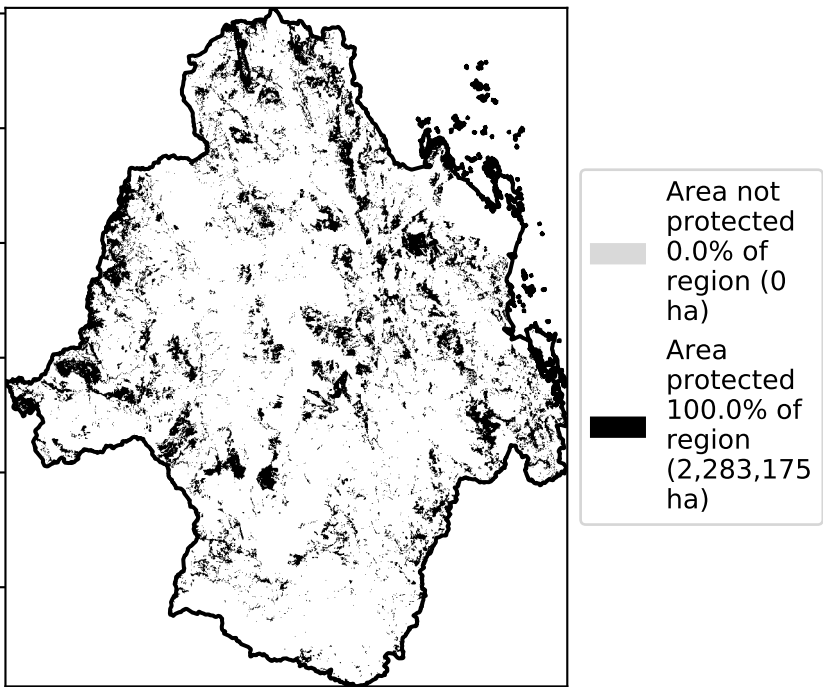 Area not
protected
0.0% of
region (0
ha)
Area
protected
100.0% of
region
(2,283,175
ha)